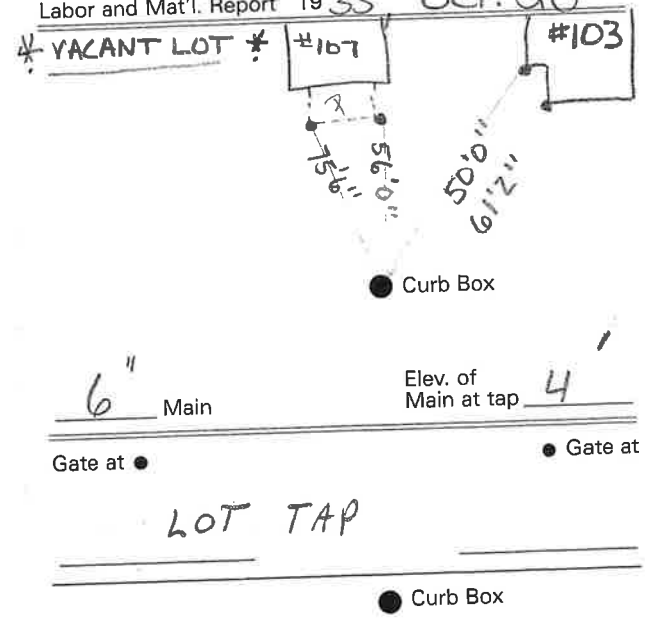 Labor and Mat'l. Report 19
* VACANT LOT *
#107
#103
75'6"
56'0"
50'0"
61'2"
Curb Box
6" Main
Elev. of
Main at tap 4'
Gate at
Gate at
LOT TAP
Curb Box